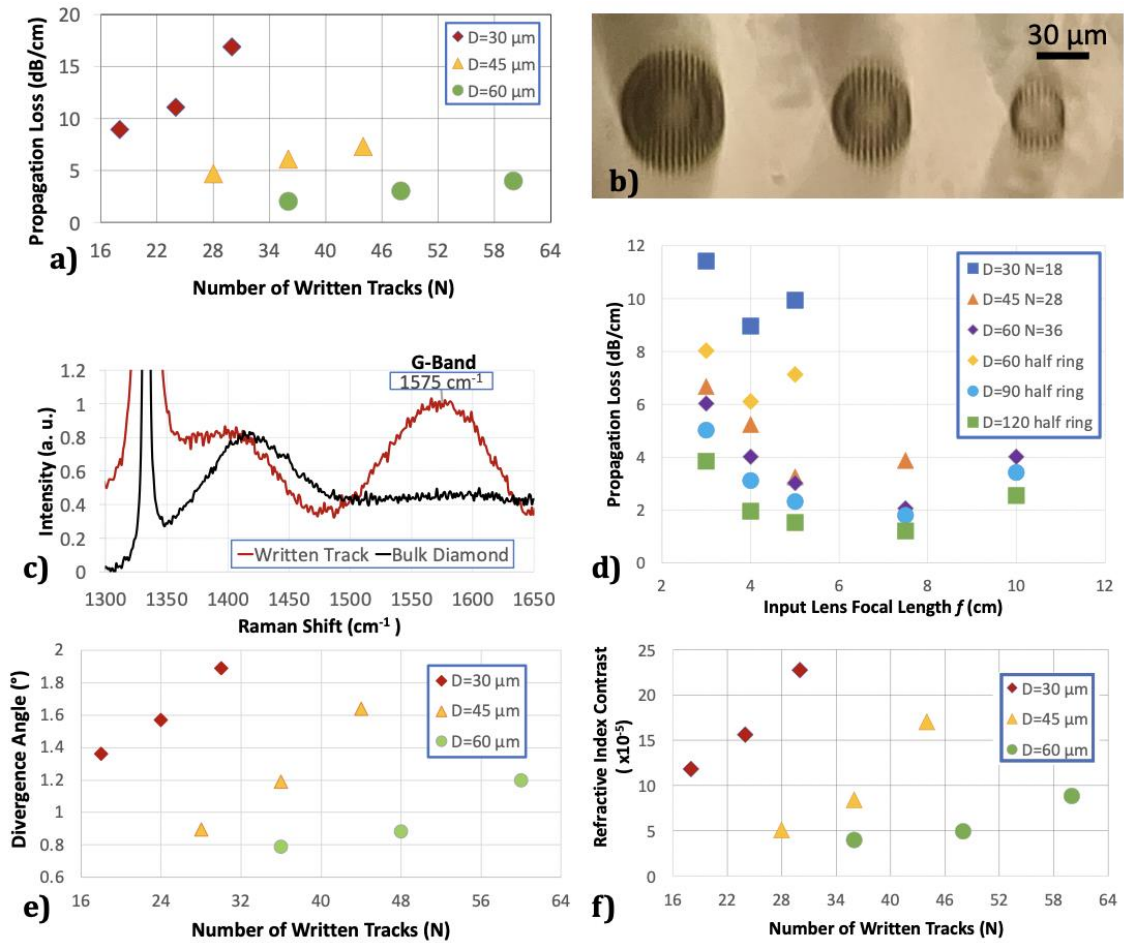 20
15
10
5
0
16 22 28 34 40 46 52 58 64
Propagation Loss (dB/cm)
Number of Written Tracks (N)
D=30 μm
D=45 μm
D=60 μm
a)
30 μm
b)
G-Band
1575 cm-1
1.2
1
0.8
0.6
0.4
0.2
0
1300 1350 1400 1450 1500 1550 1600 1650
Intensity (a. u.)
Written Track Bulk Diamond
Raman Shift (cm-1 )
c)
12
10
8
6
4
2
0
2 4 6 8 10 12
Propagation Loss (dB/cm)
Input Lens Focal Length f (cm)
D=30 N=18
D=45 N=28
D=60 N=36
D=60 half ring
D=90 half ring
D=120 half ring
d)
2
1.8
1.6
1.4
1.2
1
0.8
0.6
16 24 32 40 48 56 64
Divergence Angle (°)
Number of Written Tracks (N)
D=30 μm
D=45 μm
D=60 μm
e)
25
20
15
10
5
0
16 22 28 34 40 46 52 58 64
Refractive Index Contrast
( x10-5)
Number of Written Tracks (N)
D=30 μm
D=45 μm
D=60 μm
f)